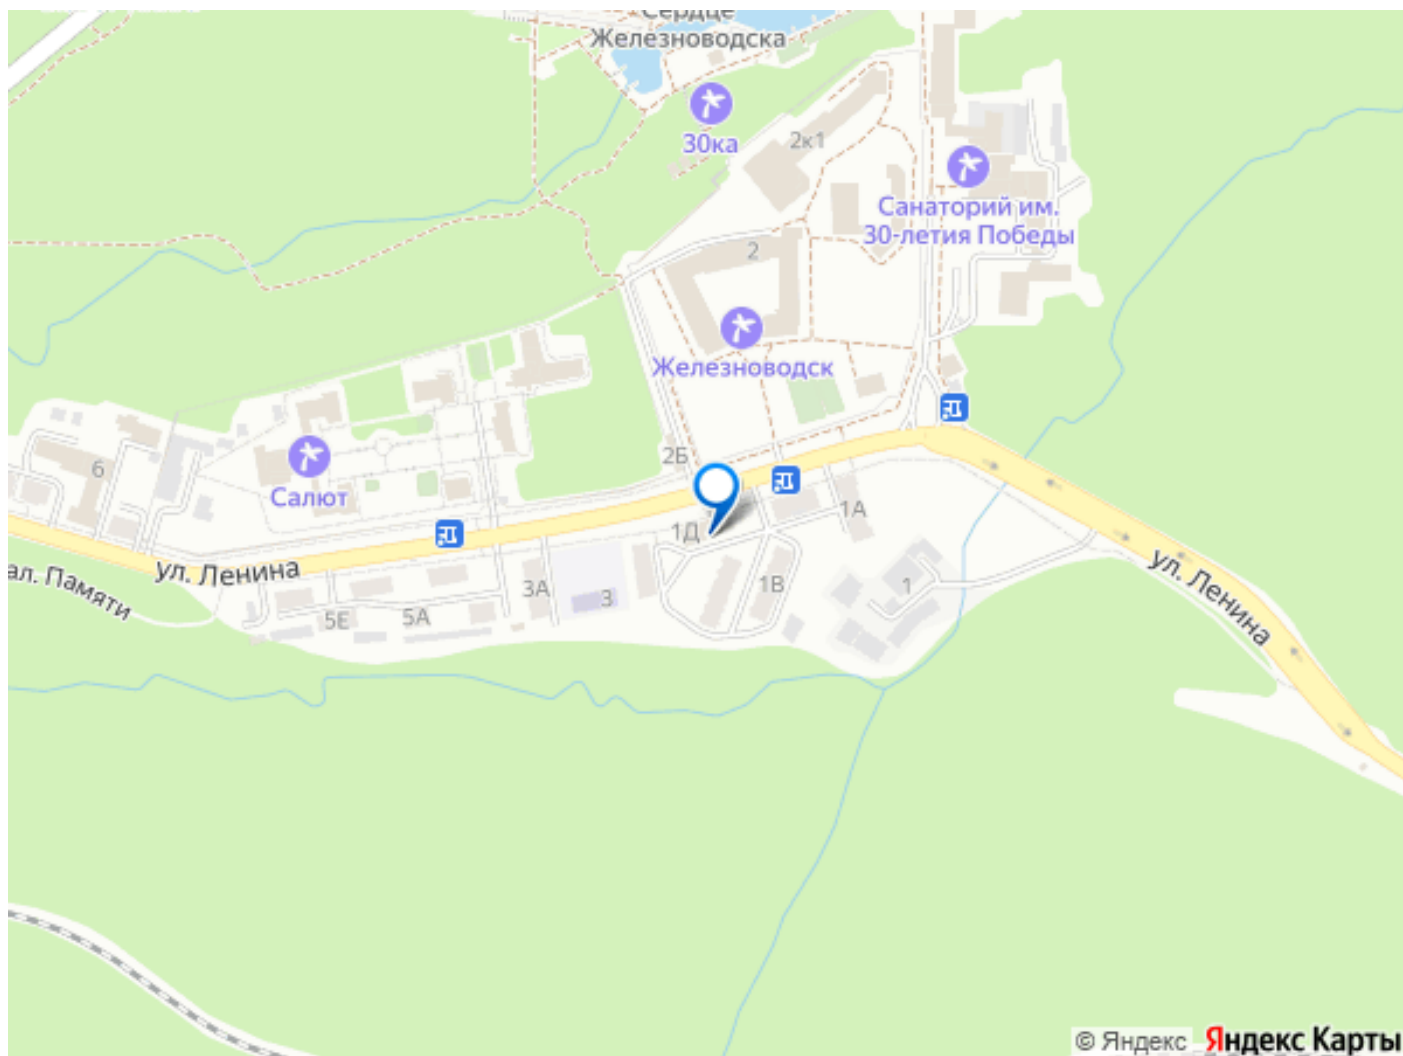 Сердце
Железноводска
30ка
2к1
Санаторий им.
30-летия Победы
2
Железноводск
2Б
6
Салют
1Д
1А
ул. Ленина
ал. Памяти
3А
3
1В
1
5Е
5А
ул. Ленина
© Яндекс Яндекс Карты